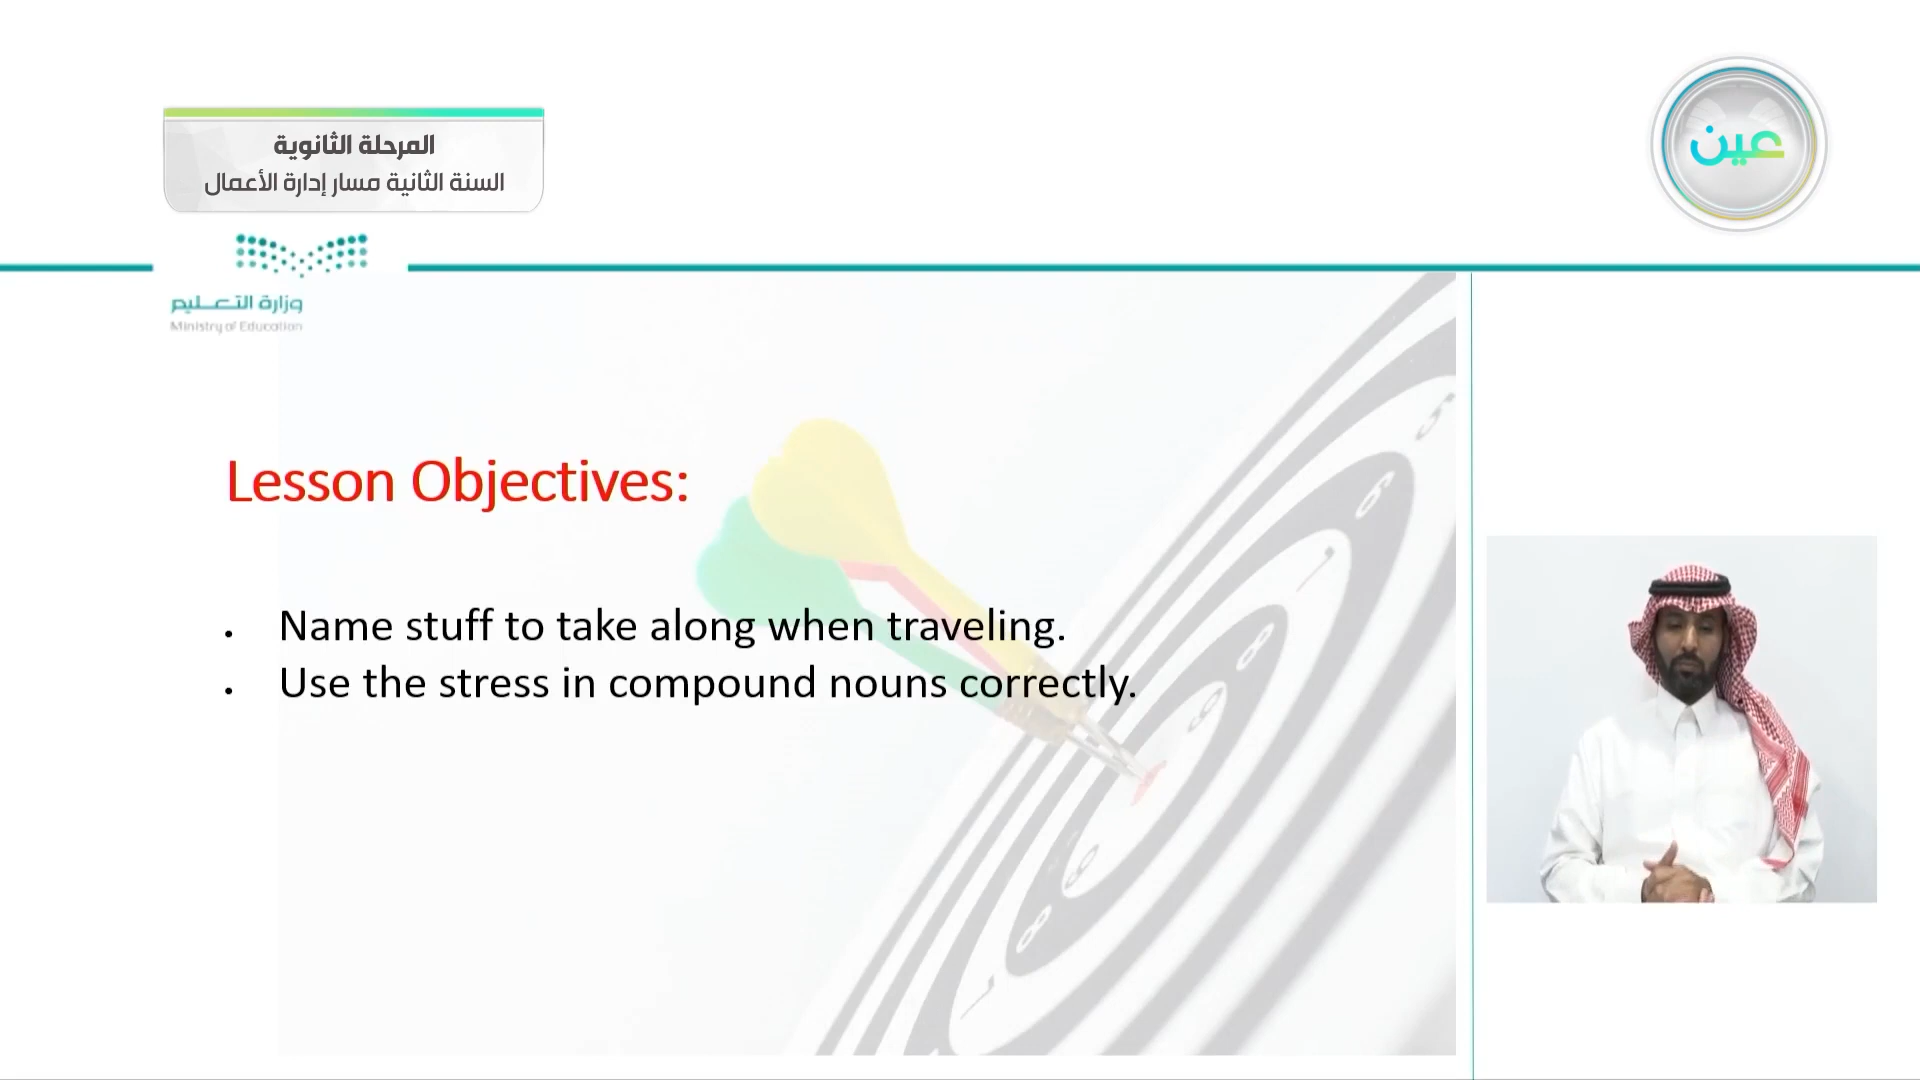 المرحلة الثانوية
السنة الثانية مسار إدارة الأعمال
عين
وزارة التعليم
Ministry of Education
Lesson Objectives:
• Name stuff to take along when traveling.
• Use the stress in compound nouns correctly.